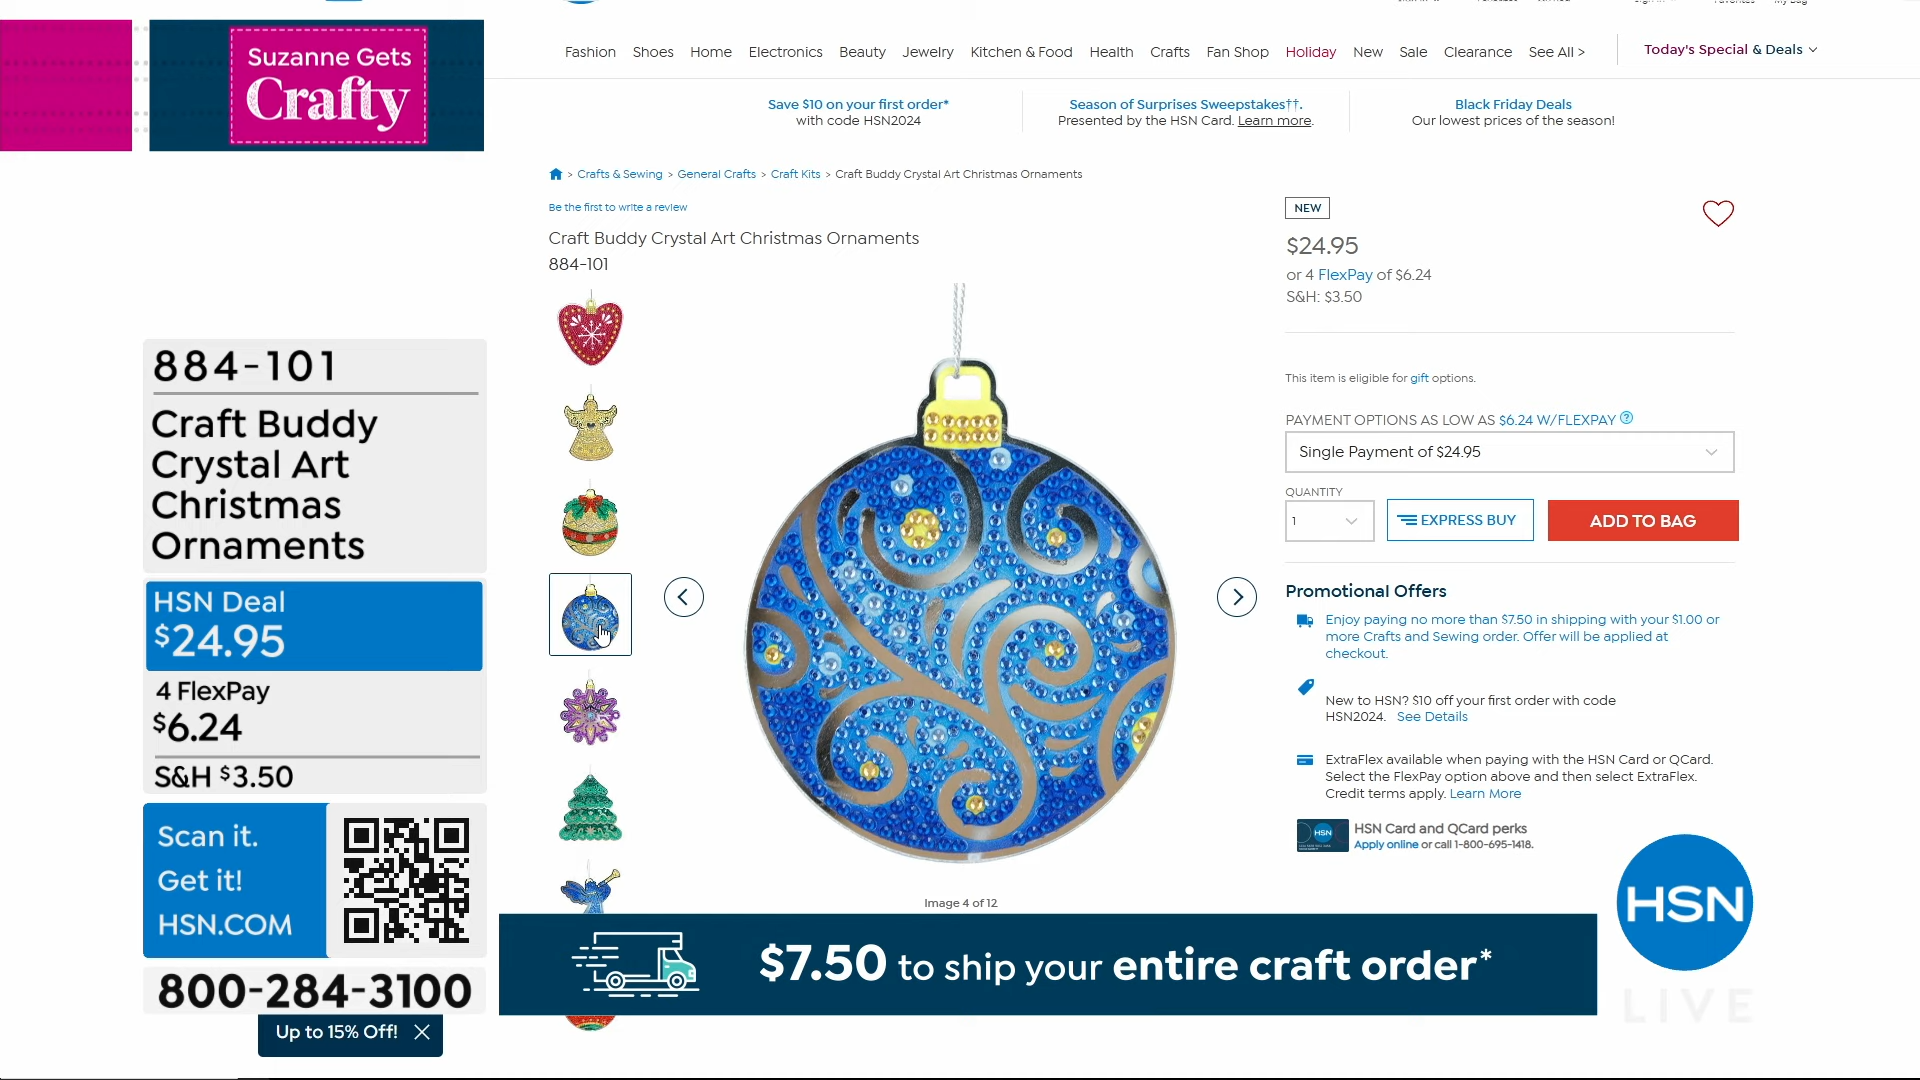 Suzanne Gets
Crafty
Fashion Shoes Home Electronics Beauty Jewelry Kitchen & Food Health Crafts Fan Shop Holiday New Sale Clearance See All >
Today's Special & Deals
Save $10 on your first order*
with code HSN2024
Season of Surprises Sweepstakes††.
Presented by the HSN Card. Learn more.
Black Friday Deals
Our lowest prices of the season!
> Crafts & Sewing > General Crafts > Craft Kits > Craft Buddy Crystal Art Christmas Ornaments
Be the first to write a review
Craft Buddy Crystal Art Christmas Ornaments
884-101
NEW
$24.95
or 4 FlexPay of $6.24
S&H: $3.50
This item is eligible for gift options.
PAYMENT OPTIONS AS LOW AS $6.24 W/FLEXPAY ?
Single Payment of $24.95
QUANTITY
1
EXPRESS BUY
ADD TO BAG
Promotional Offers
Enjoy paying no more than $7.50 in shipping with your $1.00 or
more Crafts and Sewing order. Offer will be applied at
checkout.
New to HSN? $10 off your first order with code
HSN2024. See Details
ExtraFlex available when paying with the HSN Card or QCard.
Select the FlexPay option above and then select ExtraFlex.
Credit terms apply. Learn More
HSN
HSN Card and QCard perks
Apply online or call 1-800-695-1418.
Image 4 of 12
884-101
Craft Buddy
Crystal Art
Christmas
Ornaments
HSN Deal
$24.95
4 FlexPay
$6.24
S&H $3.50
Scan it.
Get it!
HSN.COM
800-284-3100
Up to 15% Off!
$7.50 to ship your entire craft order*
HSN
LIVE